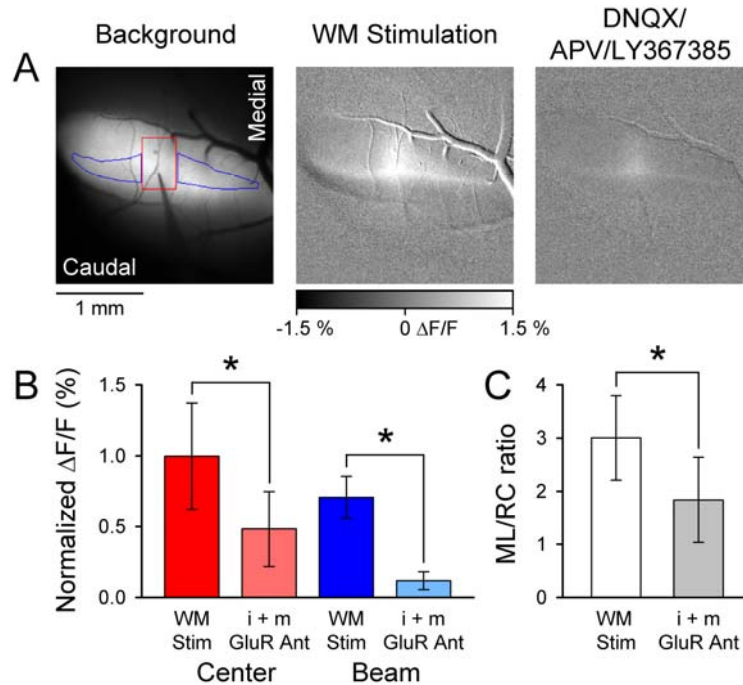 A
Background
WM Stimulation
DNQX/
APV/LY367385
Medial
Caudal
1 mm
-1.5 %
0 ΔF/F
1.5 %
B
Normalized ΔF/F (%)
1.5
1.0
0.5
0
*
*
WM
Stim
i + m
GluR Ant
WM
Stim
i + m
GluR Ant
Center
Beam
C
ML/RC ratio
4
3
2
1
0
*
WM
Stim
i + m
GluR Ant